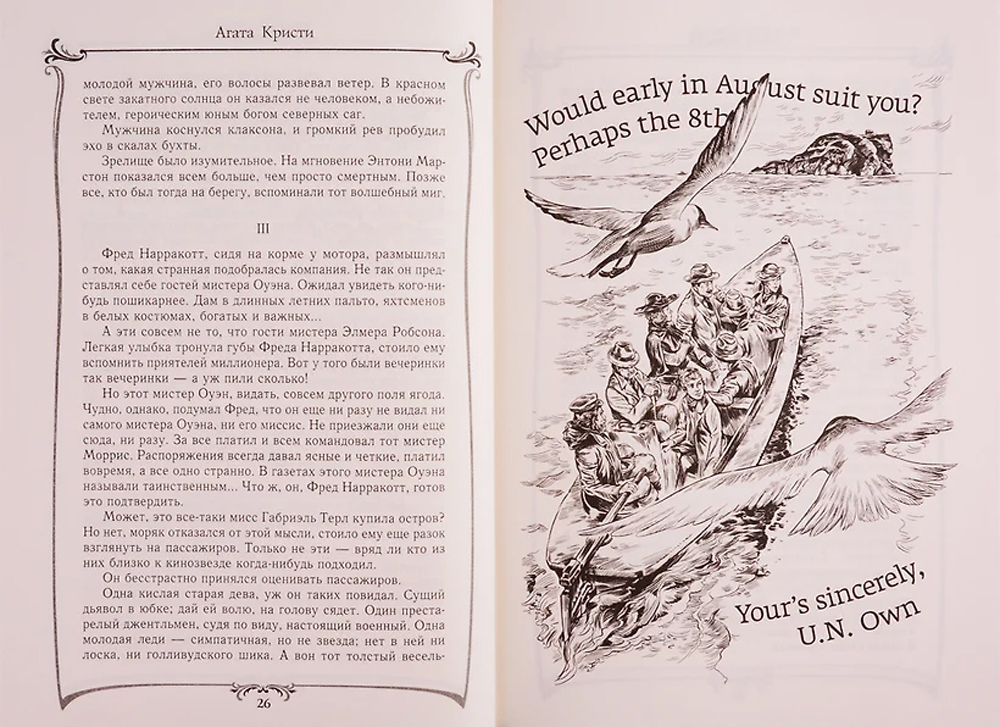 Агата Кристи
молодой мужчина, его волосы развевал ветер. В красном
свете закатного солнца он казался не человеком, а небожи-
телем, героическим юным богом северных саг.
Мужчина коснулся клаксона, и громкий рев пробудил
эхо в скалах бухты.
Зрелище было изумительное. На мгновение Энтони Мар-
стон показался всем больше, чем просто смертным. Позже
все, кто был тогда на берегу, вспоминали тот волшебный миг.
III
Фред Нарракотт, сидя на корме у мотора, размышлял
о том, какая странная подобралась компания. Не так он пред-
ставлял себе гостей мистера Оуэна. Ожидал увидеть кого-ни-
будь пошикарнее. Дам в длинных летних пальто, яхтсменов
в белых костюмах, богатых и важных...
А эти совсем не то, что гости мистера Элмера Робсона.
Легкая улыбка тронула губы Фреда Нарракотта, стоило ему
вспомнить приятелей миллионера. Вот у того были вечеринки
так вечеринки — а уж пили сколько!
Но этот мистер Оуэн, видать, совсем другого поля ягода.
Чудно, однако, подумал Фред, что он еще ни разу не видал ни
самого мистера Оуэна, ни его миссис. Не приезжали они еще
сюда, ни разу. За все платил и всем командовал тот мистер
Моррис. Распоряжения всегда давал ясные и четкие, платил
вовремя, а все одно странно. В газетах этого мистера Оуэна
называли таинственным... Что ж, он, Фред Нарракотт, готов
это подтвердить.
Может, это все-таки мисс Габриэль Терл купила остров?
Но нет, моряк отказался от этой мысли, стоило ему еще разок
взглянуть на пассажиров. Только не эти — вряд ли кто из
них близко к кинозвезде когда-нибудь подходил.
Он бесстрастно принялся оценивать пассажиров.
Одна кислая старая дева, уж он таких повидал. Сущий
дьявол в юбке; дай ей волю, на голову сядет. Один преста-
релый джентльмен, судя по виду, настоящий военный. Одна
молодая леди — симпатичная, но не звезда; нет в ней ни
лоска, ни голливудского шика. А вон тот толстый весель-
26
Would early in August suit you?
Perhaps the 8th
Your's sincerely,
U.N. Own